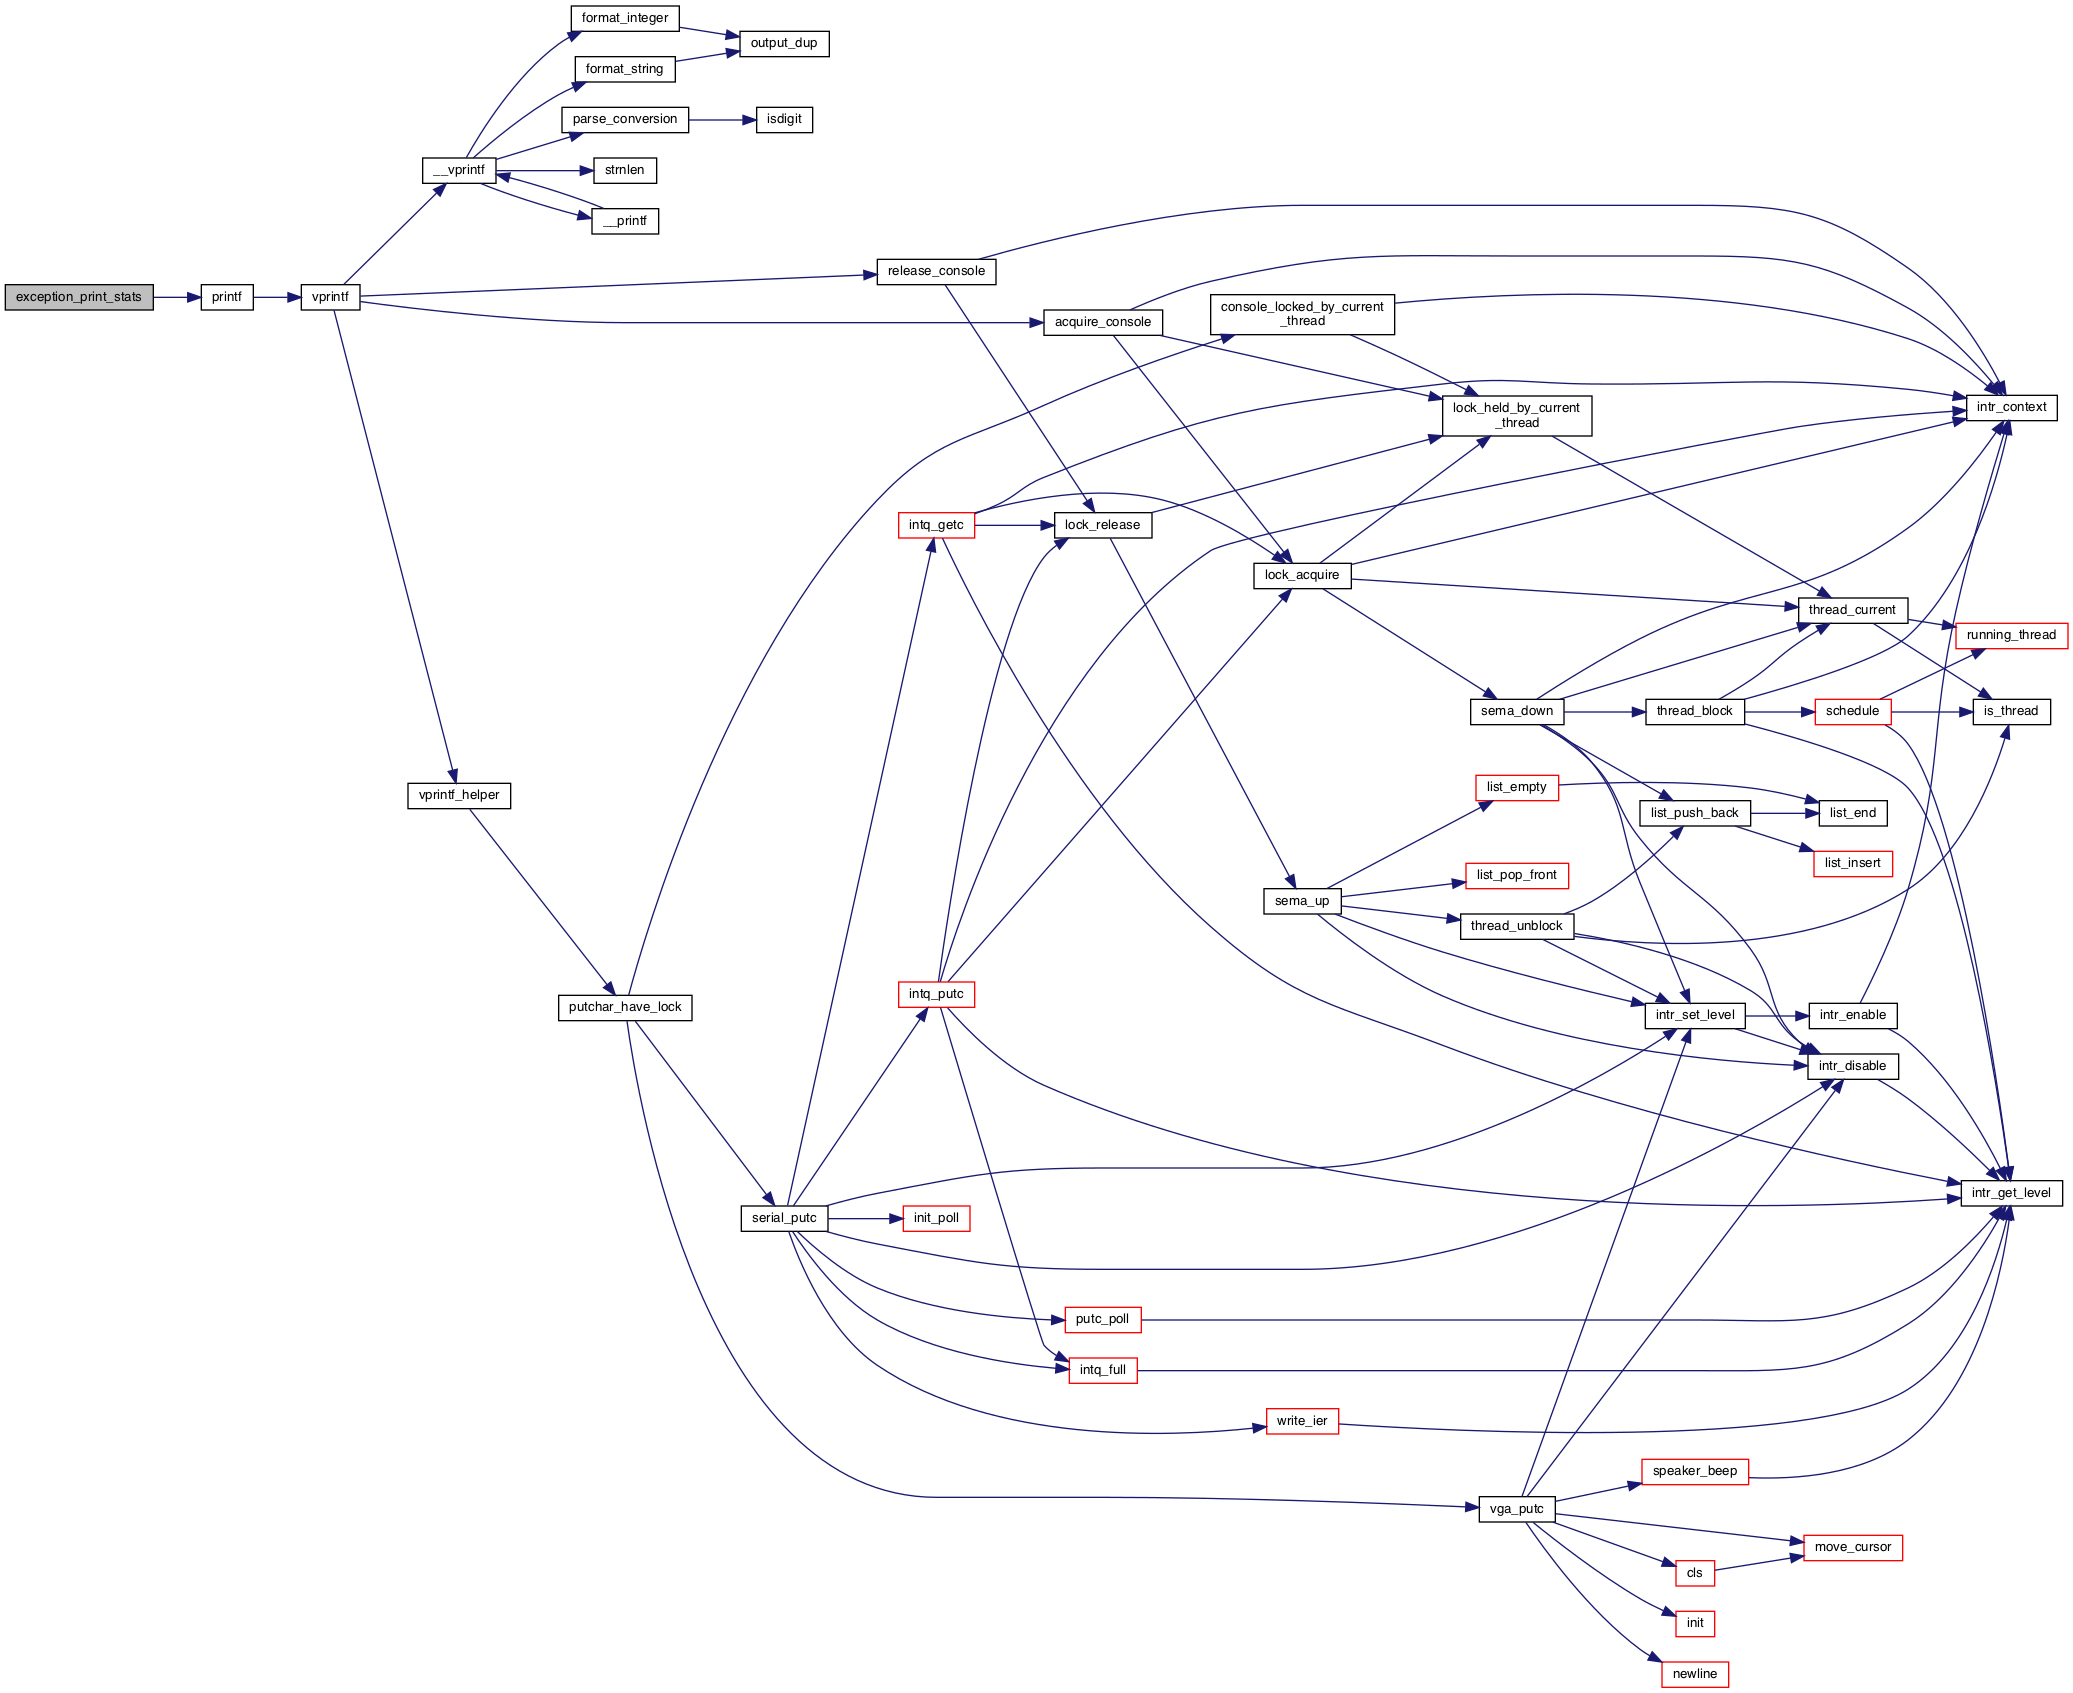 format_integer
output_dup
format_string
parse_conversion
isdigit
__vprintf
strnlen
__printf
exception_print_stats
printf
vprintf
release_console
acquire_console
console_locked_by_current
_thread
lock_held_by_current
_thread
intr_context
intq_getc
lock_release
lock_acquire
thread_current
running_thread
sema_down
thread_block
schedule
is_thread
vprintf_helper
list_empty
list_push_back
list_end
list_insert
list_pop_front
sema_up
thread_unblock
intq_putc
putchar_have_lock
intr_set_level
intr_enable
intr_disable
intr_get_level
serial_putc
init_poll
putc_poll
intq_full
write_ier
speaker_beep
vga_putc
move_cursor
cls
init
newline